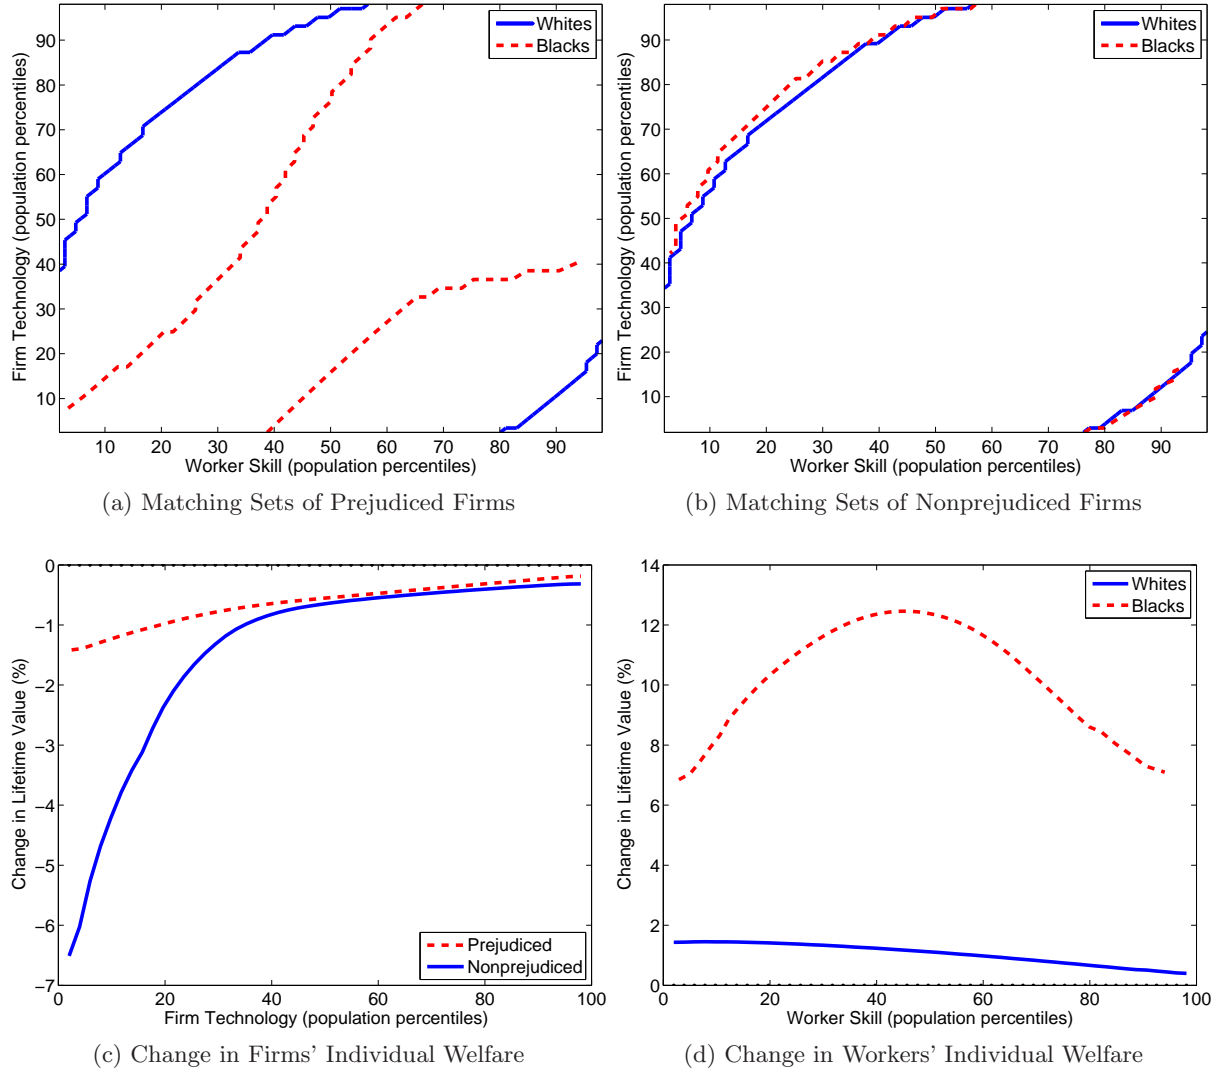 Firm Technology (population percentiles)
90
80
70
60
50
40
30
20
10
10 20 30 40 50 60 70 80 90
Worker Skill (population percentiles)
Whites
Blacks
(a) Matching Sets of Prejudiced Firms
Firm Technology (population percentiles)
90
80
70
60
50
40
30
20
10
10 20 30 40 50 60 70 80 90
Worker Skill (population percentiles)
Whites
Blacks
(b) Matching Sets of Nonprejudiced Firms
Change in Lifetime Value (%)
0
−1
−2
−3
−4
−5
−6
−7
0 20 40 60 80 100
Firm Technology (population percentiles)
Prejudiced
Nonprejudiced
(c) Change in Firms' Individual Welfare
Change in Lifetime Value (%)
14
12
10
8
6
4
2
0
0 20 40 60 80 100
Worker Skill (population percentiles)
Whites
Blacks
(d) Change in Workers' Individual Welfare